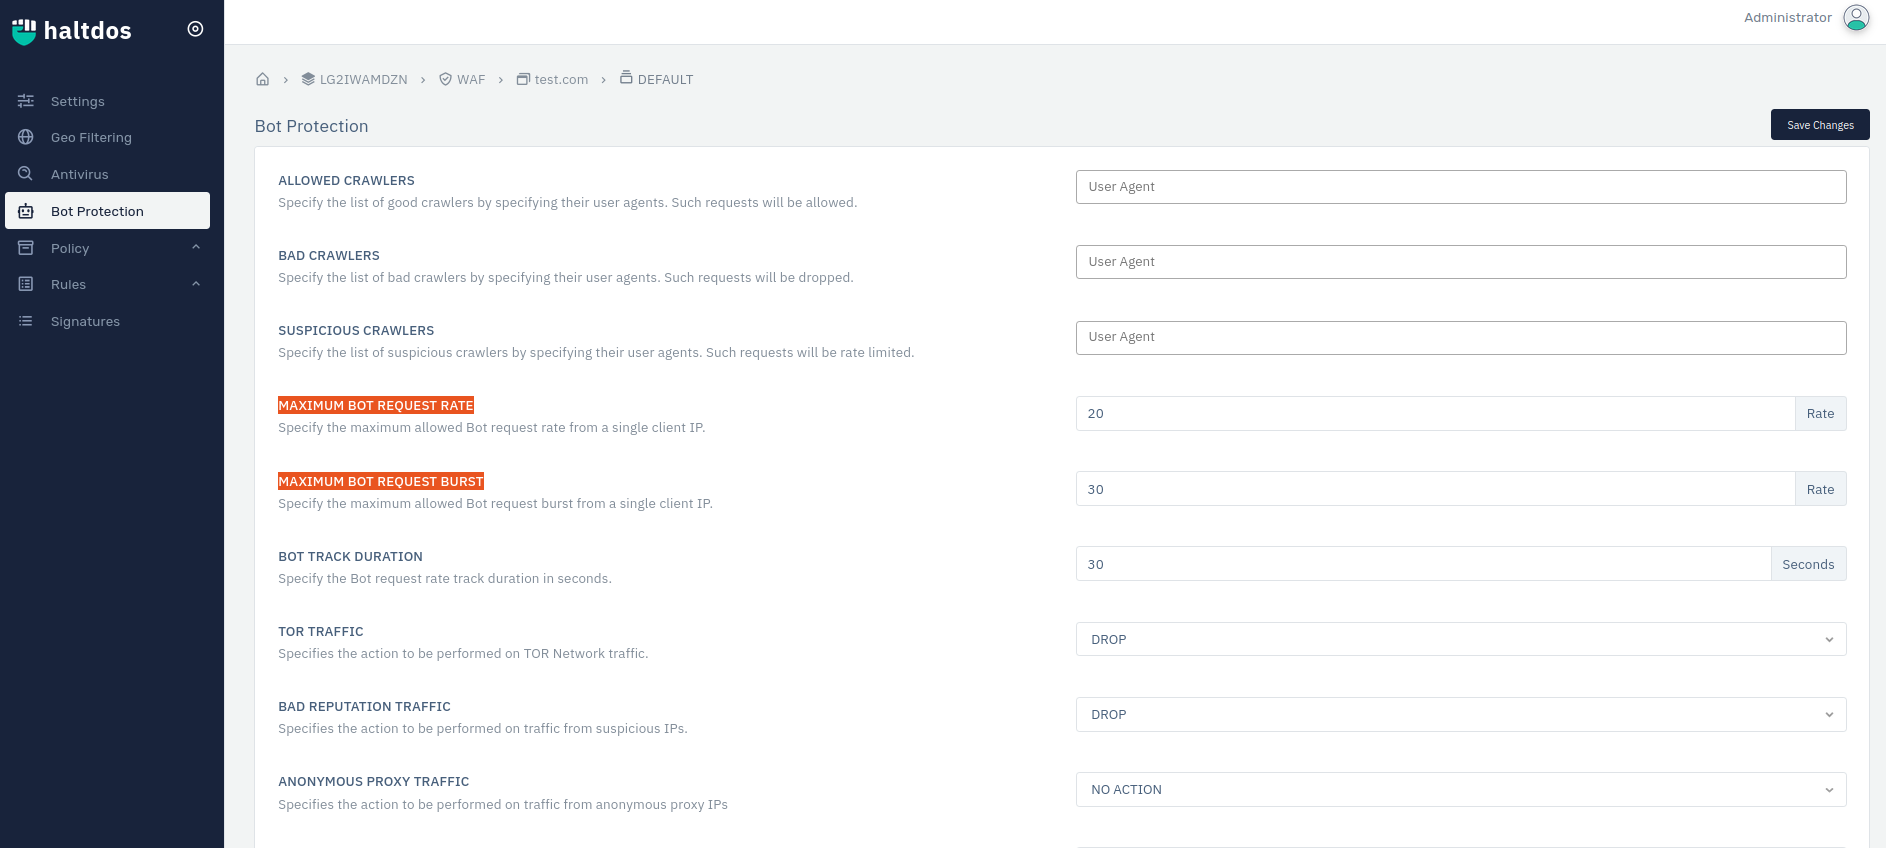 haltdos
Administrator
Settings
Geo Filtering
Antivirus
Bot Protection
Policy
Rules
Signatures
LG2IWAMDZN
WAF
test.com
DEFAULT
Bot Protection
Save Changes
ALLOWED CRAWLERS
Specify the list of good crawlers by specifying their user agents. Such requests will be allowed.
User Agent
BAD CRAWLERS
Specify the list of bad crawlers by specifying their user agents. Such requests will be dropped.
User Agent
SUSPICIOUS CRAWLERS
Specify the list of suspicious crawlers by specifying their user agents. Such requests will be rate limited.
User Agent
MAXIMUM BOT REQUEST RATE
Specify the maximum allowed Bot request rate from a single client IP.
20
Rate
MAXIMUM BOT REQUEST BURST
Specify the maximum allowed Bot request burst from a single client IP.
30
Rate
BOT TRACK DURATION
Specify the Bot request rate track duration in seconds.
30
Seconds
TOR TRAFFIC
Specifies the action to be performed on TOR Network traffic.
DROP
BAD REPUTATION TRAFFIC
Specifies the action to be performed on traffic from suspicious IPs.
DROP
ANONYMOUS PROXY TRAFFIC
Specifies the action to be performed on traffic from anonymous proxy IPs
NO ACTION